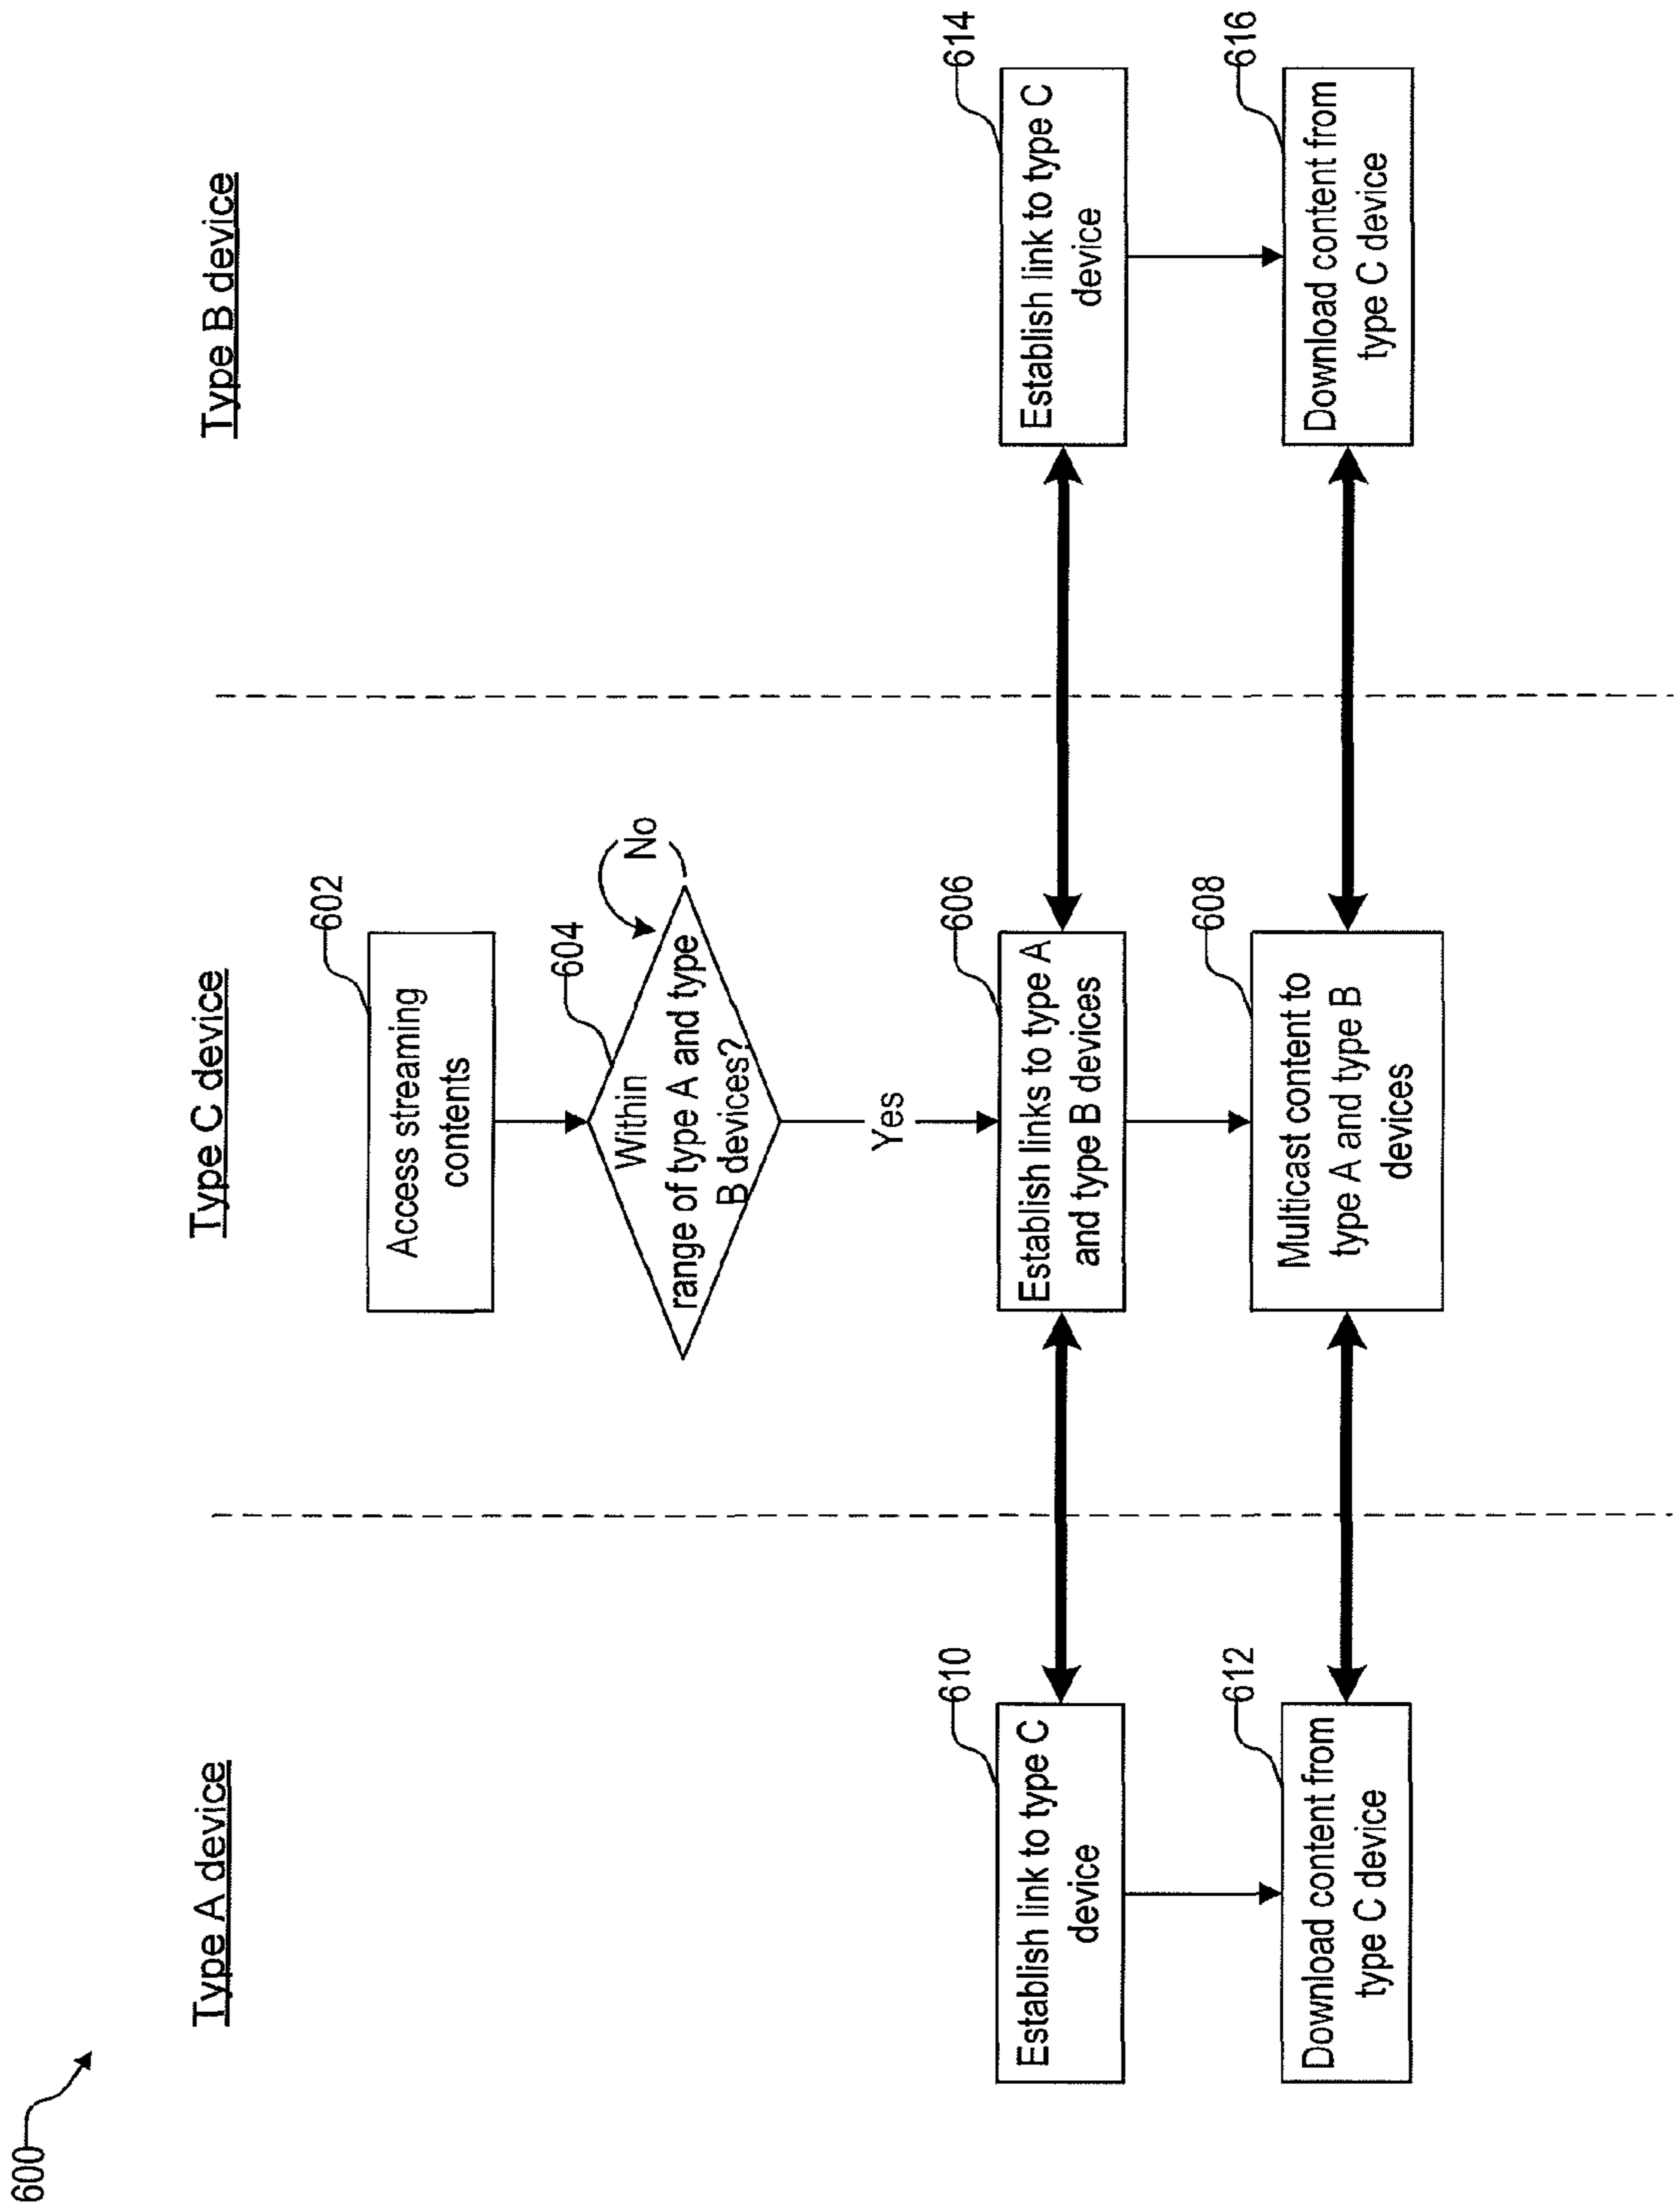 600
Type A device
Type C device
Type B device
602
Access streaming
contents
604
Within
range of type A and type
B devices?
No
Yes
610
Establish link to type C
device
606
Establish links to type A
and type B devices
614
Establish link to type C
device
612
Download content from
type C device
608
Multicast content to
type A and type B
devices
616
Download content from
type C device